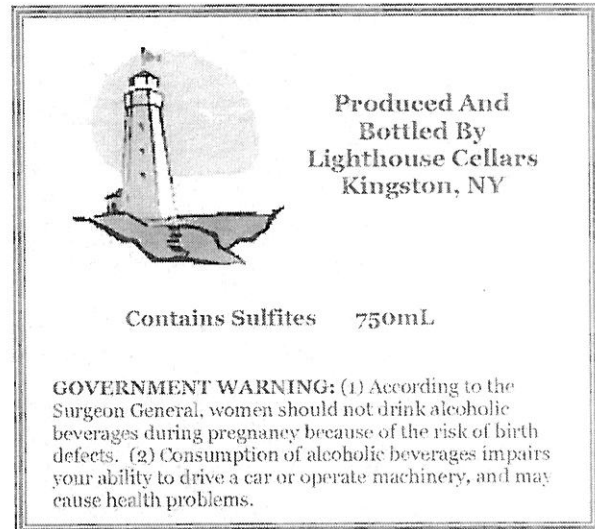 Produced And
Bottled By
Lighthouse Cellars
Kingston, NY
Contains Sulfites 750mL
GOVERNMENT WARNING: (1) According to the
Surgeon General, women should not drink alcoholic
beverages during pregnancy because of the risk of birth
defects. (2) Consumption of alcoholic beverages impairs
your ability to drive a car or operate machinery, and may
cause health problems.